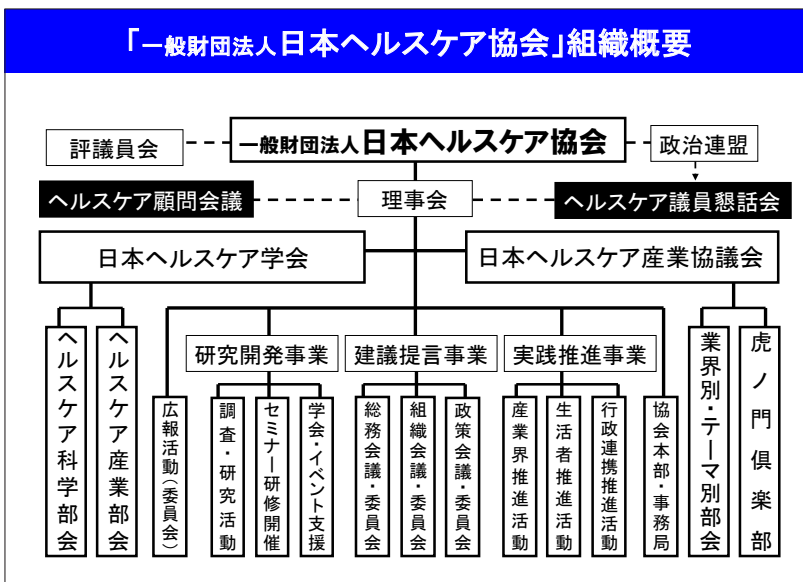 「一般財団法人日本ヘルスケア協会」組織概要
評議員会
一般財団法人日本ヘルスケア協会
政治連盟
ヘルスケア顧問会議
理事会
ヘルスケア議員懇話会
日本ヘルスケア学会
日本ヘルスケア産業協議会
研究開発事業
建議提言事業
実践推進事業
ヘルスケア科学部会
ヘルスケア産業部会
広報活動(委員会)
調査・研究活動
セミナー研修開催
学会・イベント支援
総務会議・委員会
組織会議・委員会
政策会議・委員会
産業界推進活動
生活者推進活動
行政連携推進活動
協会本部・事務局
業界別・テーマ別部会
虎ノ門倶楽部